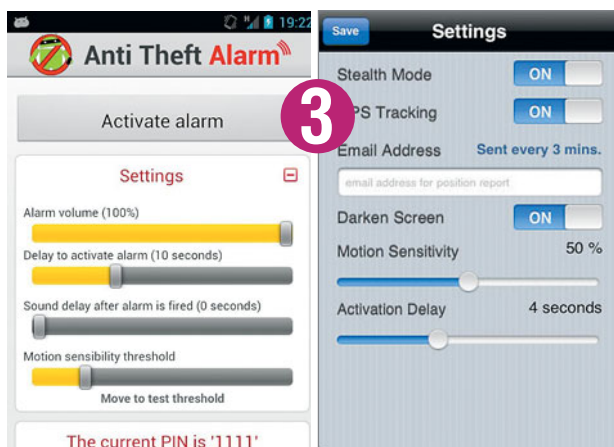 19:22
Anti Theft Alarm
Activate alarm
Settings
Alarm volume (100%)
Delay to activate alarm (10 seconds)
Sound delay after alarm is fired (0 seconds)
Motion sensibility threshold
Move to test threshold
The current PIN is '1111'
3
Save
Settings
Stealth Mode
ON
PS Tracking
ON
Email Address
Sent every 3 mins.
email address for position report
Darken Screen
ON
Motion Sensitivity
50 %
Activation Delay
4 seconds